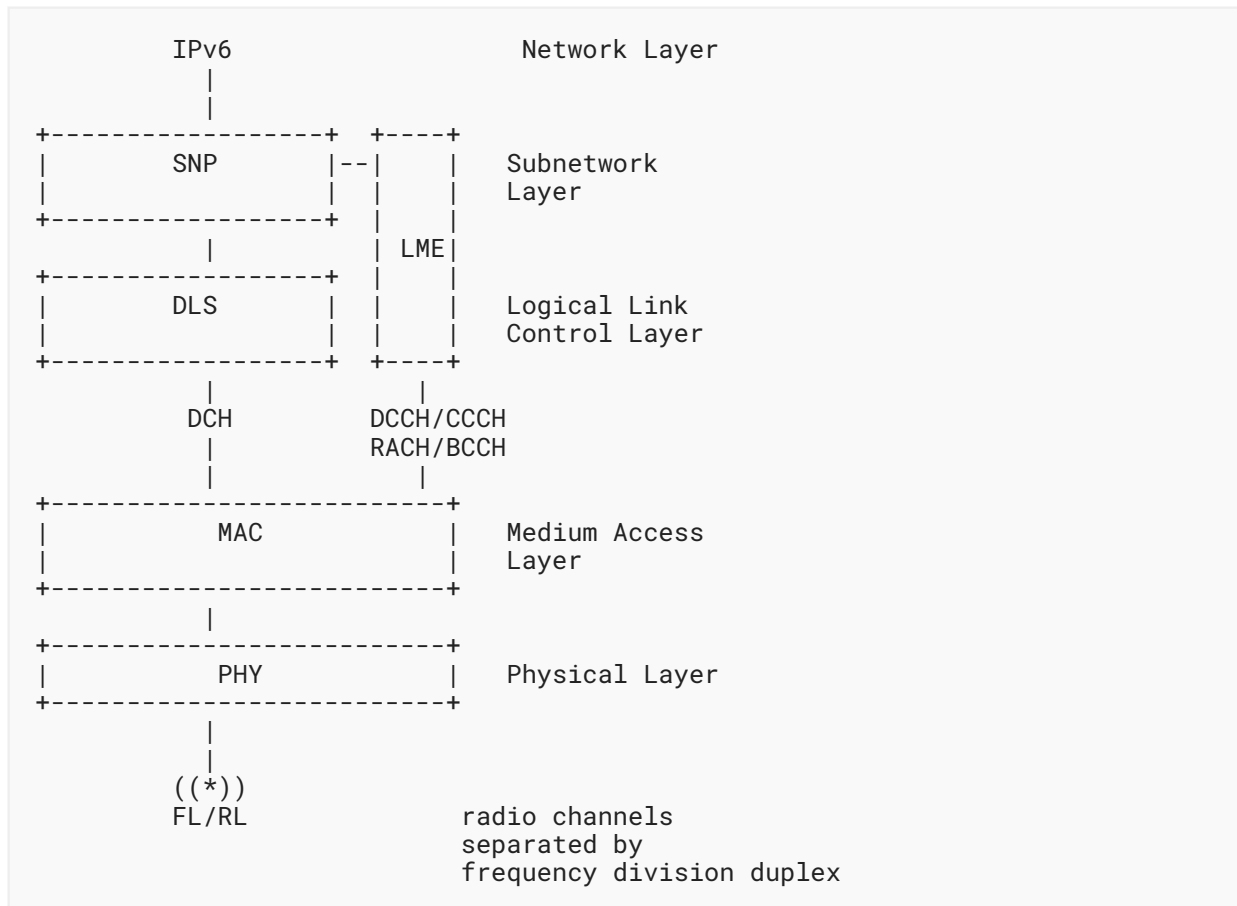 IPv6 Network Layer
SNP Subnetwork
Layer
LME
DLS Logical Link
Control Layer
DCH DCCH/CCCH
RACH/BCCH
MAC Medium Access
Layer
PHY Physical Layer
((*))
FL/RL radio channels
separated by
frequency division duplex